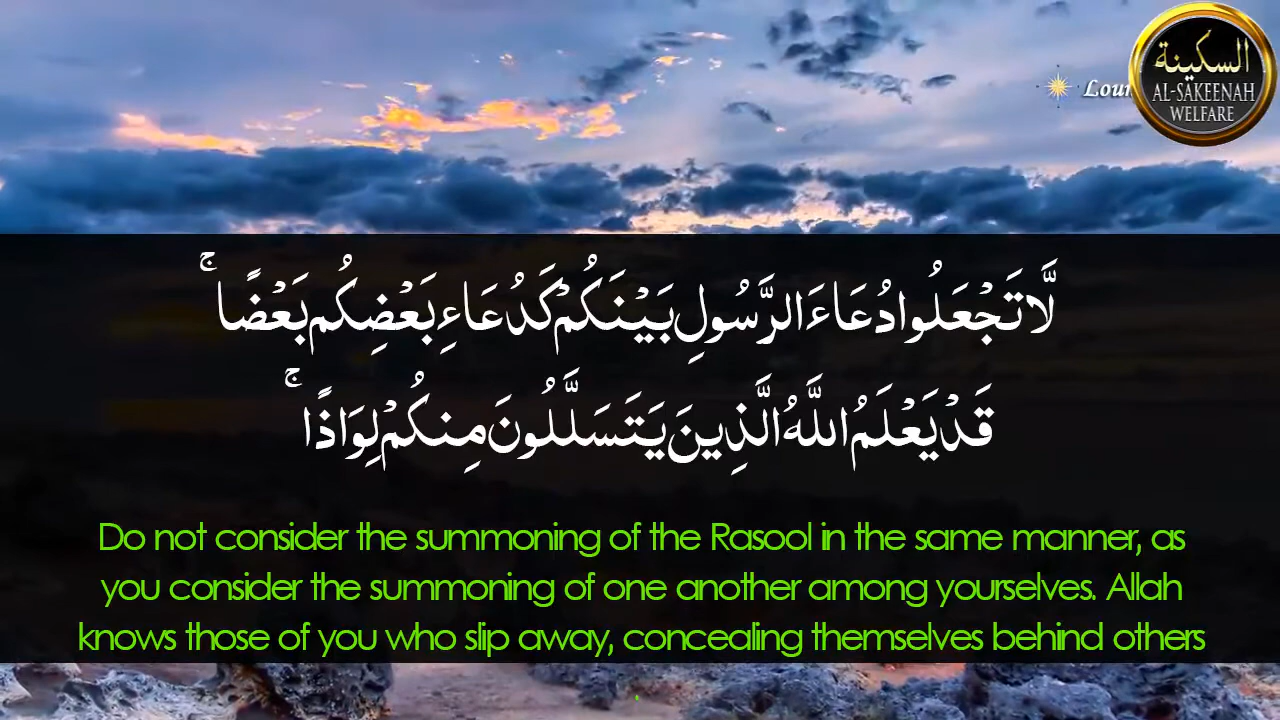 السكينة
AL-SAKEENAH
WELFARE
لَّا تَجْعَلُوا دُعَاءَ الرَّسُولِ بَيْنَكُمْ كَدُعَاءِ بَعْضِكُم بَعْضًا ۚ
قَدْ يَعْلَمُ اللَّهُ الَّذِينَ يَتَسَلَّلُونَ مِنكُمْ لِوَاذًا ۚ
Do not consider the summoning of the Rasool in the same manner, as
you consider the summoning of one another among yourselves. Allah
knows those of you who slip away, concealing themselves behind others
.